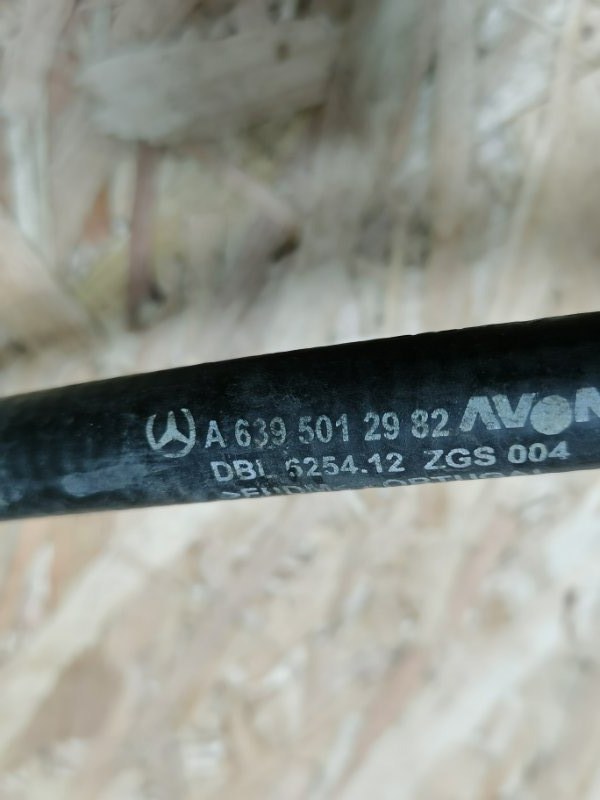 A 639 501 29 82 AVON
DBL 6254.12 ZGS 004